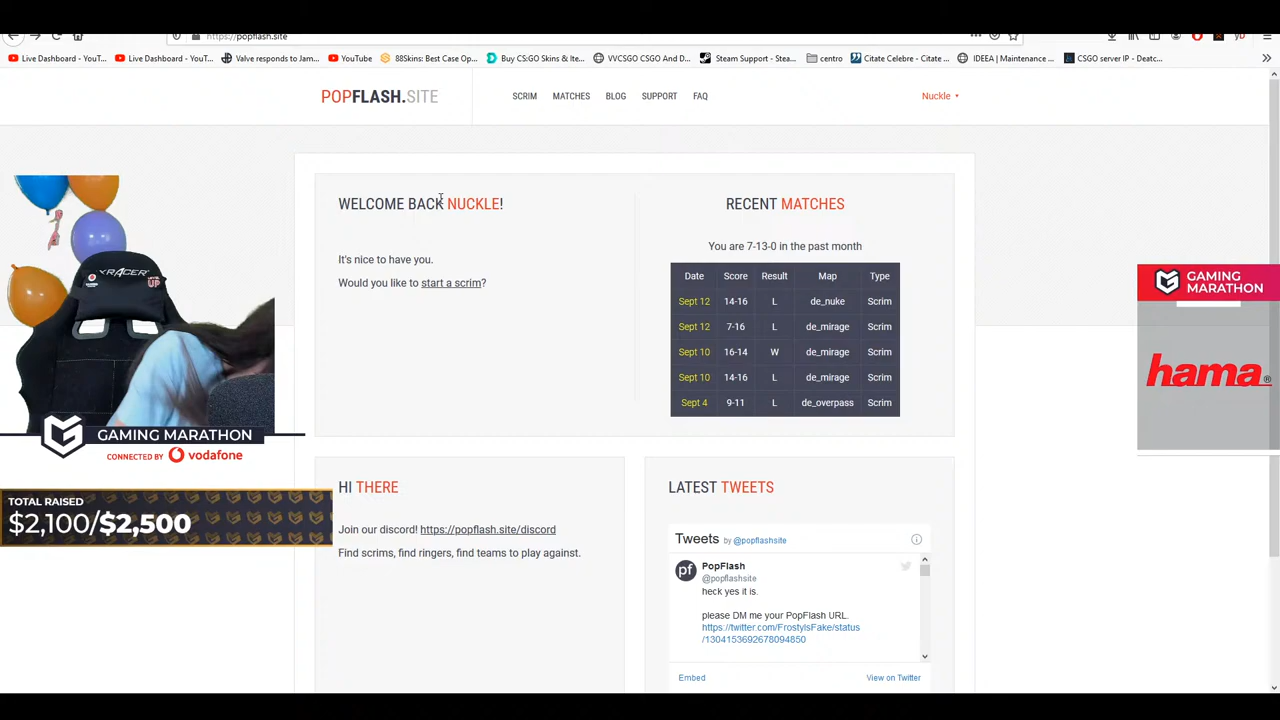 https://popflash.site
Live Dashboard - YouT...
Live Dashboard - YouT...
Valve responds to Jam...
YouTube
88Skins: Best Case Op...
Buy CS:GO Skins & Ite...
VVCSGO CSGO And D...
Steam Support - Stea...
centro
Citate Celebre - Citate ...
IDEEA | Maintenance ...
CSGO server IP - Deatc...
POPFLASH.SITE
SCRIM
MATCHES
BLOG
SUPPORT
FAQ
Nuckle
WELCOME BACK NUCKLE!
It's nice to have you.
Would you like to start a scrim?
RECENT MATCHES
You are 7-13-0 in the past month
Date Score Result Map Type
Sept 12 14-16 L de_nuke Scrim
Sept 12 7-16 L de_mirage Scrim
Sept 10 16-14 W de_mirage Scrim
Sept 10 14-16 L de_mirage Scrim
Sept 4 9-11 L de_overpass Scrim
GAMING
MARATHON
hama®
XRACER
UP
GAMING MARATHON
CONNECTED BY vodafone
TOTAL RAISED
$2,100/$2,500
HI THERE
Join our discord! https://popflash.site/discord
Find scrims, find ringers, find teams to play against.
LATEST TWEETS
Tweets by @popflashsite
pf
PopFlash
@popflashsite
heck yes it is.
please DM me your PopFlash URL.
https://twitter.com/FrostyIsFake/status
/1304153692678094850
Embed
View on Twitter